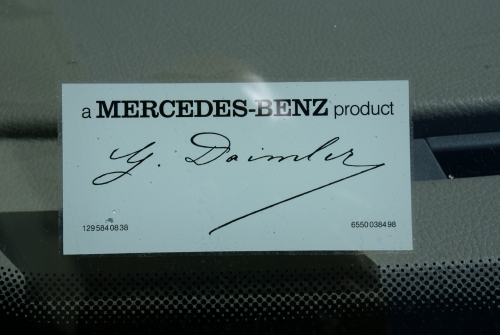 a MERCEDES-BENZ product
G. Daimler
1295840838
6550038498